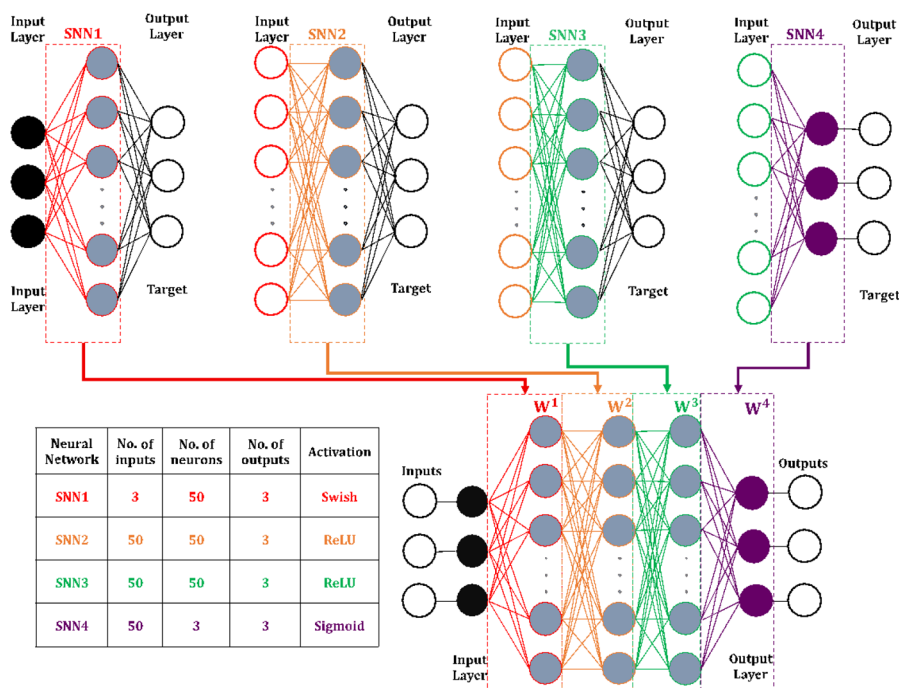 Input
Layer
SNN1
Output
Layer
Input
Layer
Target
Input
Layer
SNN2
Output
Layer
Target
Input
Layer
SNN3
Output
Layer
Target
Input
Layer
SNN4
Output
Layer
Target
Neural Network No. of inputs No. of neurons No. of outputs Activation
SNN1 3 50 3 Swish
SNN2 50 50 3 ReLU
SNN3 50 50 3 ReLU
SNN4 50 3 3 Sigmoid
W¹ W² W³ W⁴
Inputs
Outputs
Input
Layer
Output
Layer